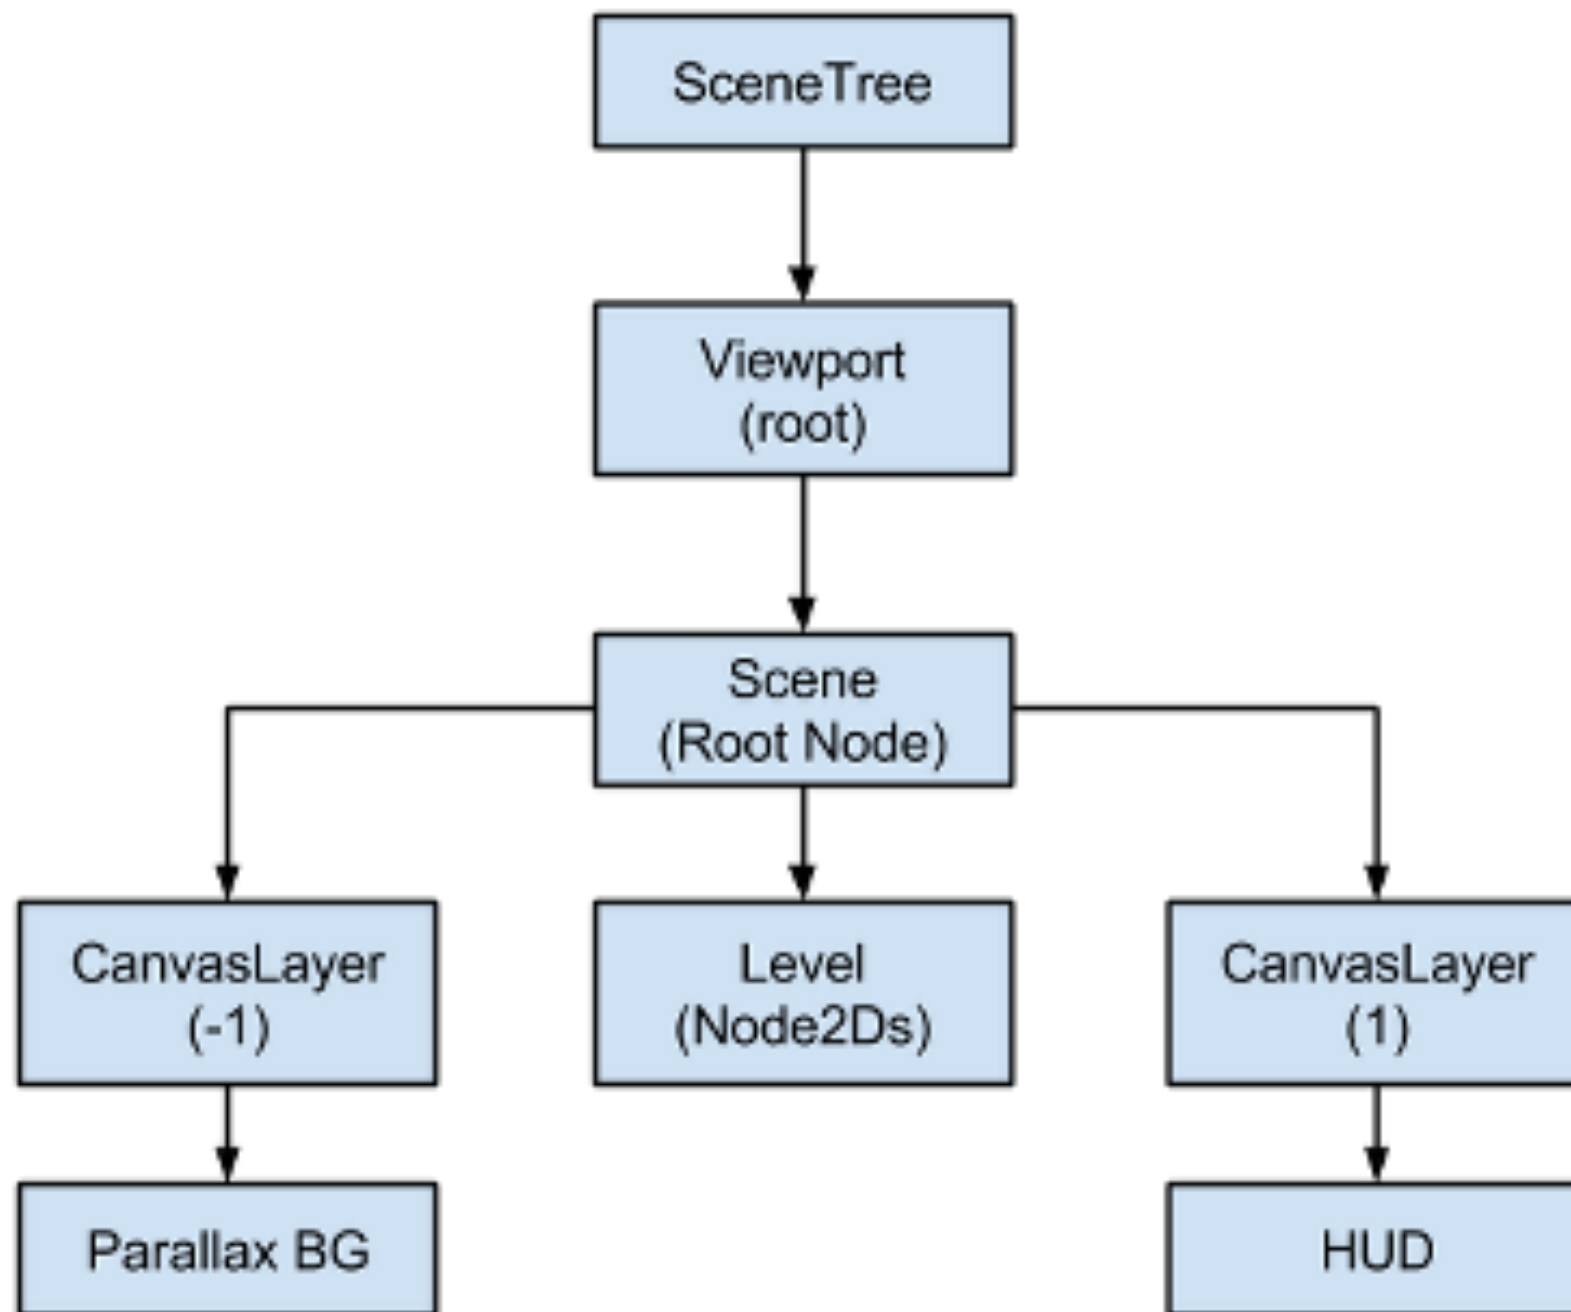 SceneTree
Viewport
(root)
Scene
(Root Node)
CanvasLayer
(-1)
Level
(Node2Ds)
CanvasLayer
(1)
Parallax BG
HUD